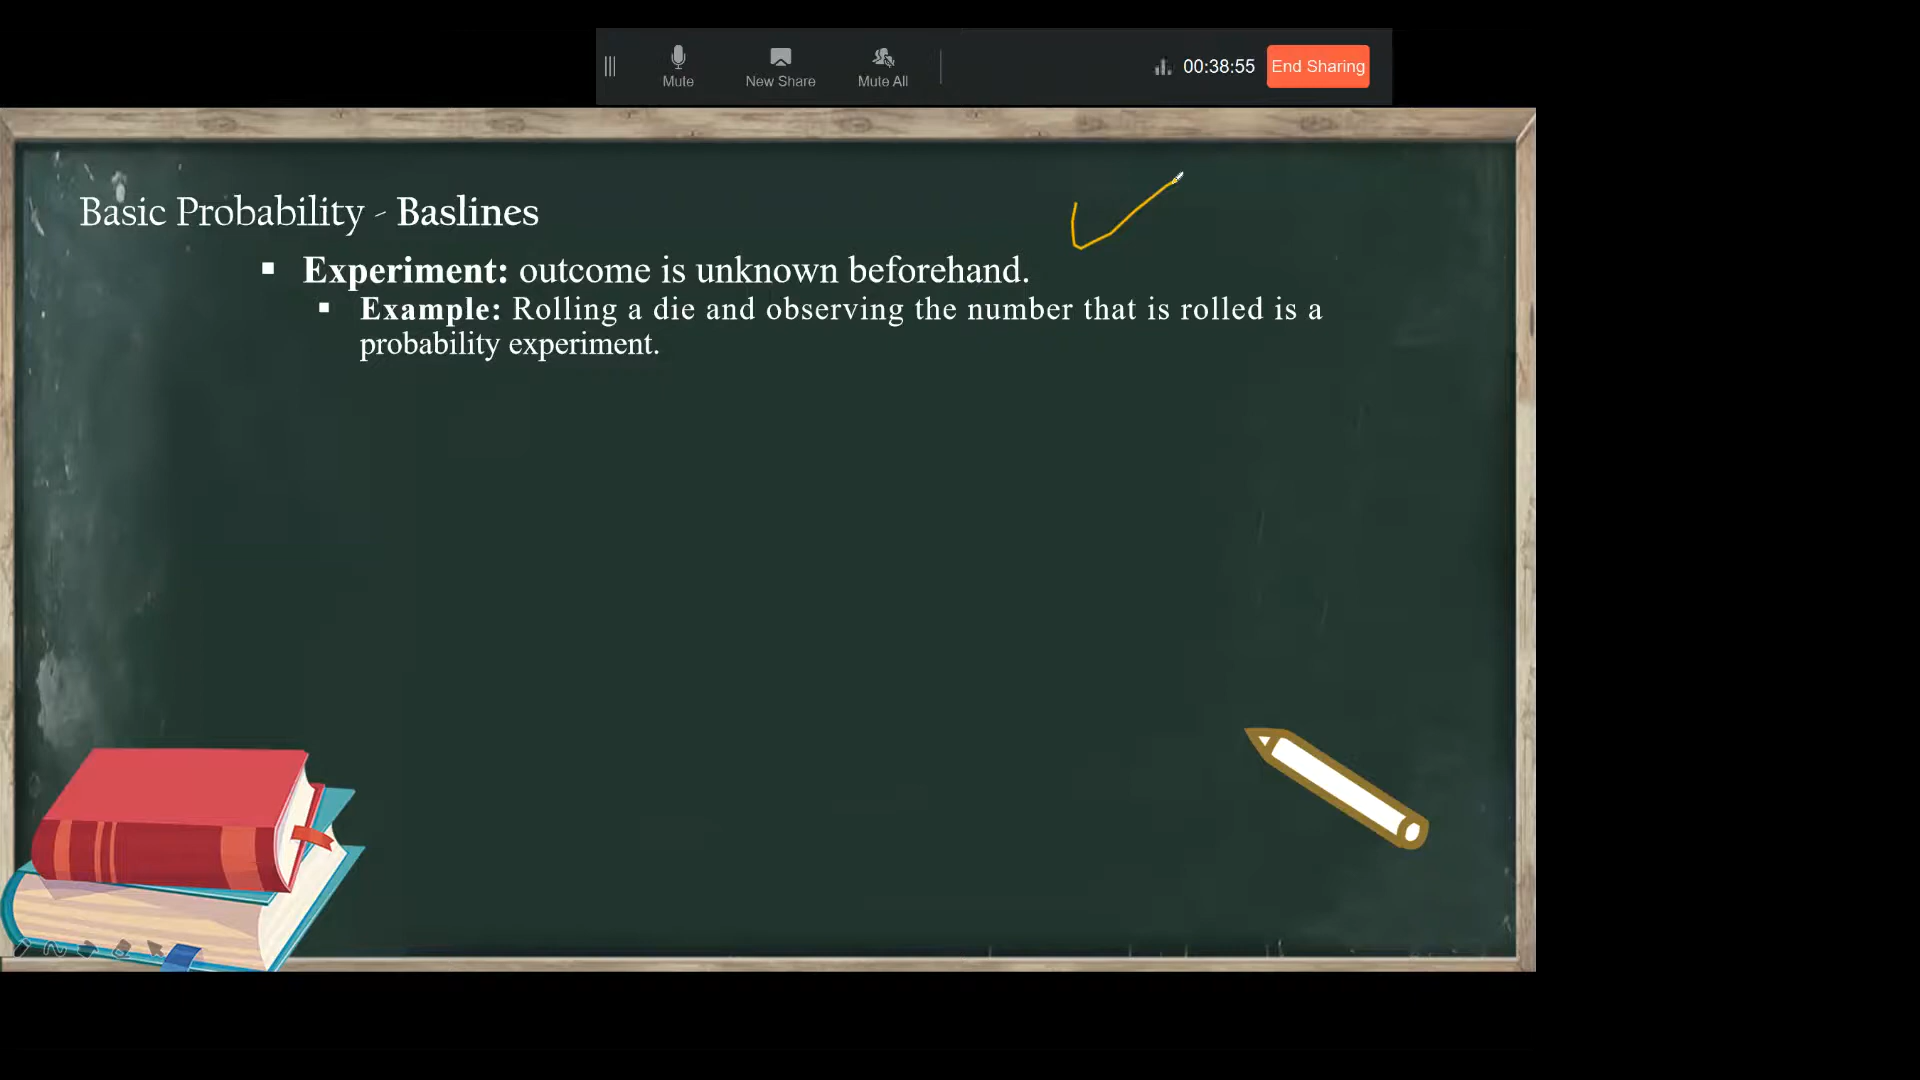 Mute
New Share
Mute All
00:38:55
End Sharing
Basic Probability - Baslines
▪ Experiment: outcome is unknown beforehand.
▪ Example: Rolling a die and observing the number that is rolled is a
probability experiment.